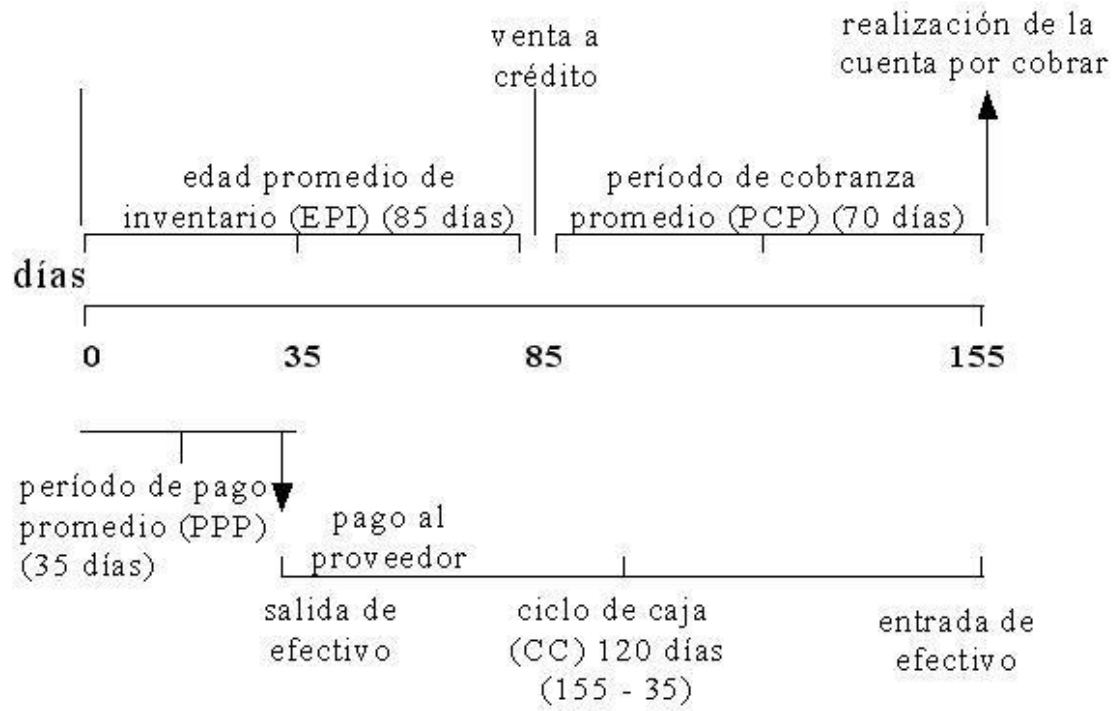 venta a
crédito
realización de la
cuenta por cobrar
edad promedio de
inventario (EPI) (85 días)
período de cobranza
promedio (PCP) (70 días)
días
0
35
85
155
período de pago
promedio (PPP)
(35 días)
pago al
proveedor
salida de
efectivo
ciclo de caja
(CC) 120 días
(155 - 35)
entrada de
efectivo